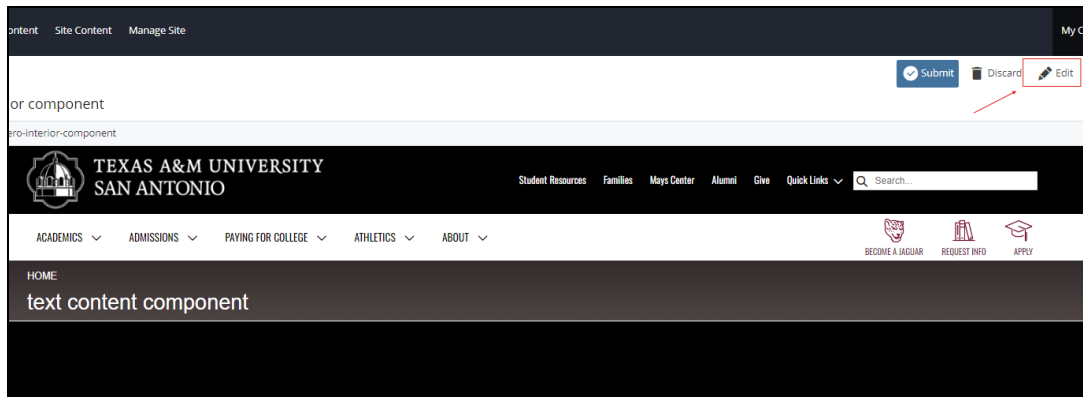 ontent Site Content Manage Site My C
Submit Discard Edit
or component
ero-interior-component
TEXAS A&M UNIVERSITY
SAN ANTONIO
Student Resources Families Mays Center Alumni Give Quick Links Search...
ACADEMICS ADMISSIONS PAYING FOR COLLEGE ATHLETICS ABOUT BECOME A JAGUAR REQUEST INFO APPLY
HOME
text content component